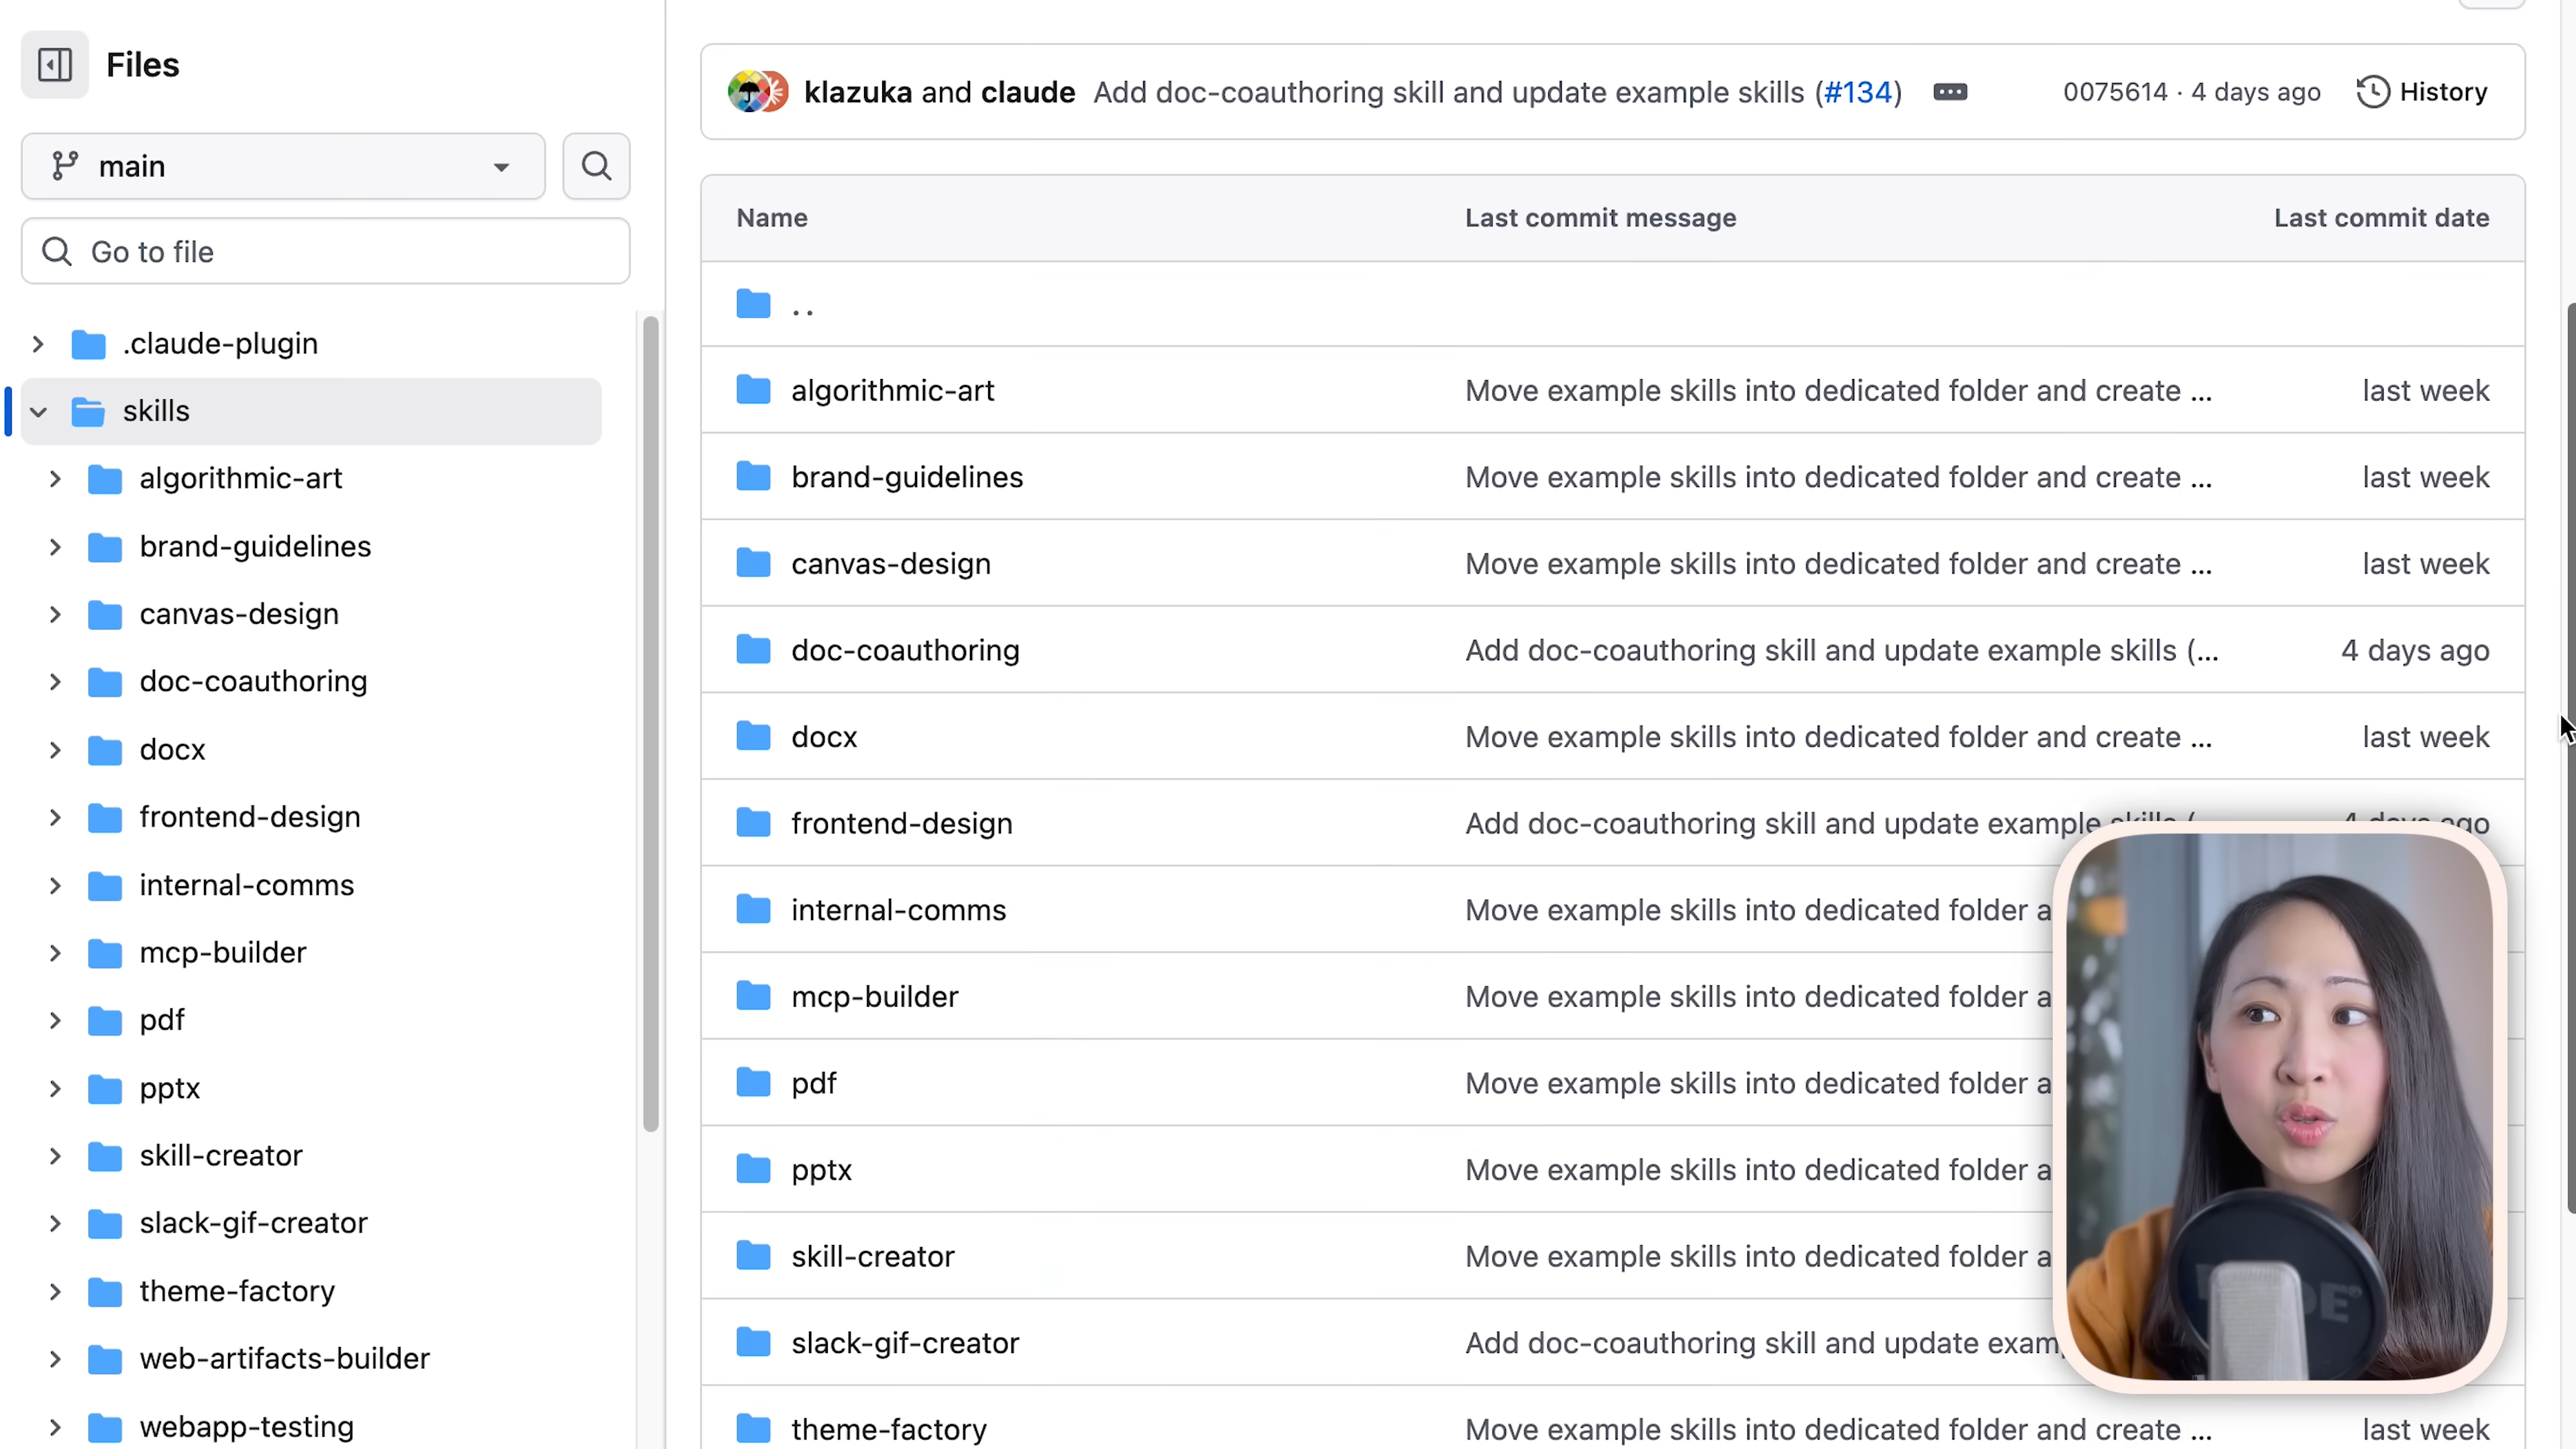 Files
main
Go to file
.claude-plugin
skills
algorithmic-art
brand-guidelines
canvas-design
doc-coauthoring
docx
frontend-design
internal-comms
mcp-builder
pdf
pptx
skill-creator
slack-gif-creator
theme-factory
web-artifacts-builder
webapp-testing
klazuka and claude Add doc-coauthoring skill and update example skills (#134) 0075614 · 4 days ago History
Name Last commit message Last commit date
..
algorithmic-art Move example skills into dedicated folder and create ... last week
brand-guidelines Move example skills into dedicated folder and create ... last week
canvas-design Move example skills into dedicated folder and create ... last week
doc-coauthoring Add doc-coauthoring skill and update example skills (... 4 days ago
docx Move example skills into dedicated folder and create ... last week
frontend-design Add doc-coauthoring skill and update example skills ( 4 days ago
internal-comms Move example skills into dedicated folder a
mcp-builder Move example skills into dedicated folder a
pdf Move example skills into dedicated folder a
pptx Move example skills into dedicated folder a
skill-creator Move example skills into dedicated folder a
slack-gif-creator Add doc-coauthoring skill and update exam
theme-factory Move example skills into dedicated folder and create ... last week